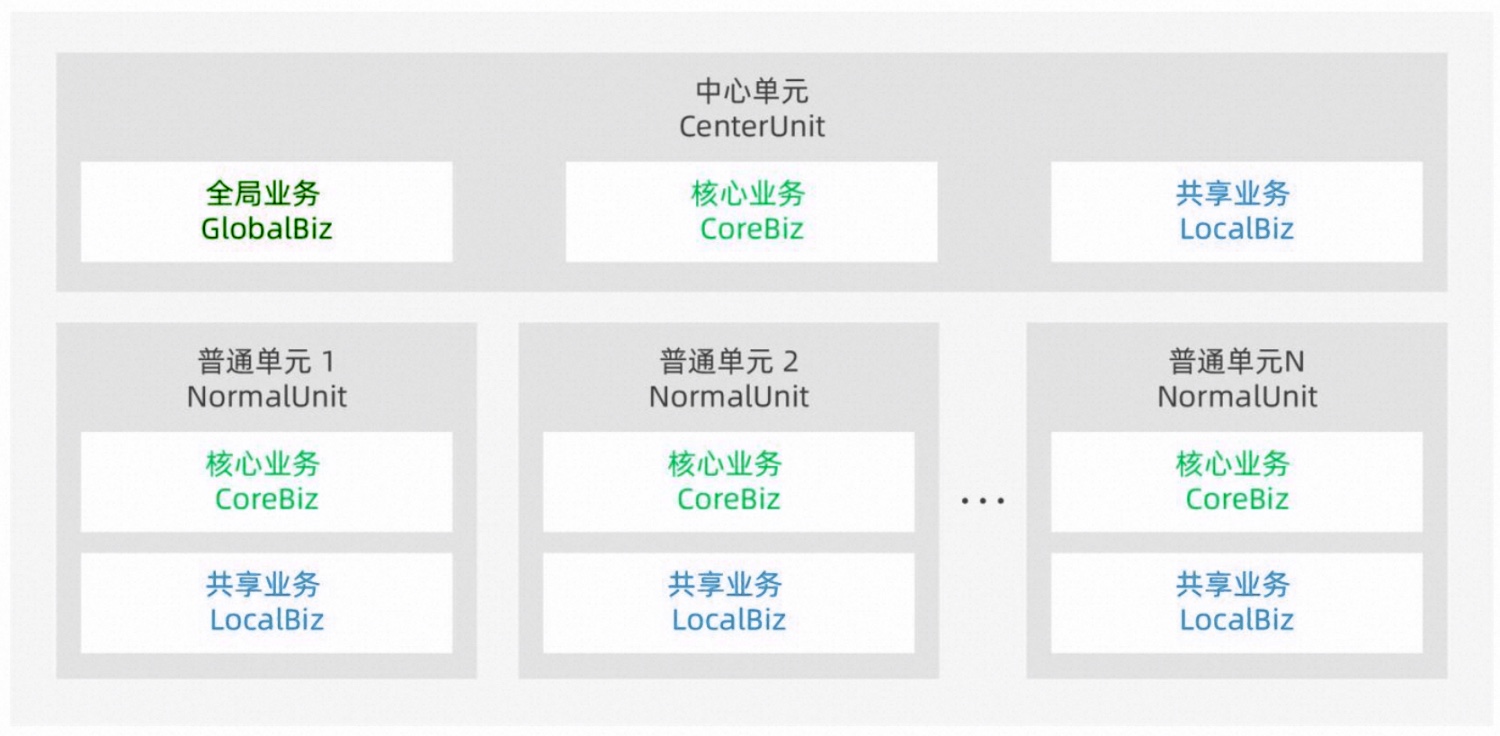 中心单元
CenterUnit
全局业务
GlobalBiz
核心业务
CoreBiz
共享业务
LocalBiz
普通单元 1
NormalUnit
核心业务
CoreBiz
共享业务
LocalBiz
普通单元 2
NormalUnit
核心业务
CoreBiz
共享业务
LocalBiz
...
普通单元N
NormalUnit
核心业务
CoreBiz
共享业务
LocalBiz